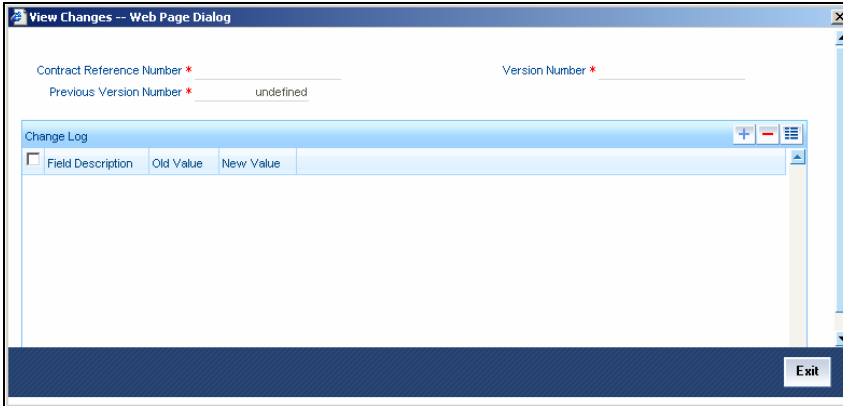 View Changes -- Web Page Dialog
Contract Reference Number * Version Number *
Previous Version Number * undefined
Change Log
Field Description Old Value New Value
Exit